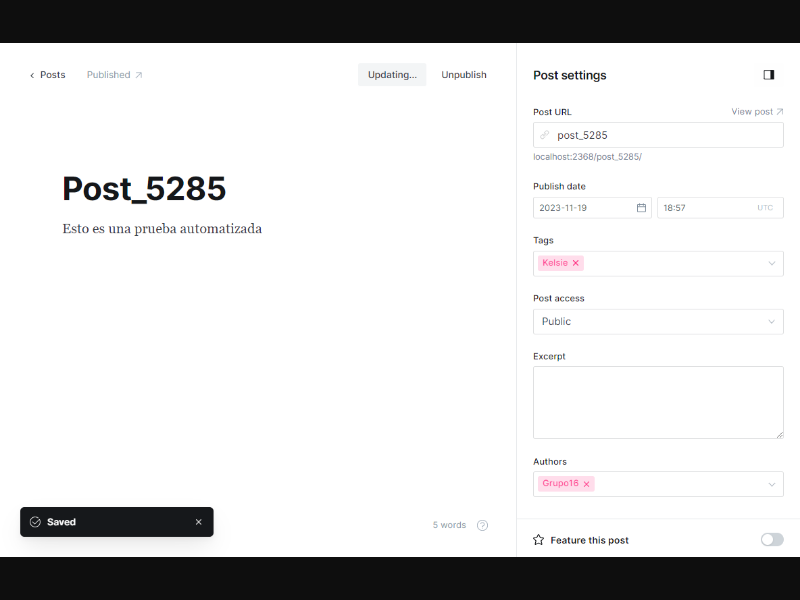 Posts
Published
Updating...
Unpublish
Post_5285
Esto es una prueba automatizada
Saved
5 words
?
Post settings
Post URL
View post
post_5285
localhost:2368/post_5285/
Publish date
2023-11-19
18:57
UTC
Tags
Kelsie
Post access
Public
Excerpt
Authors
Grupo16
Feature this post